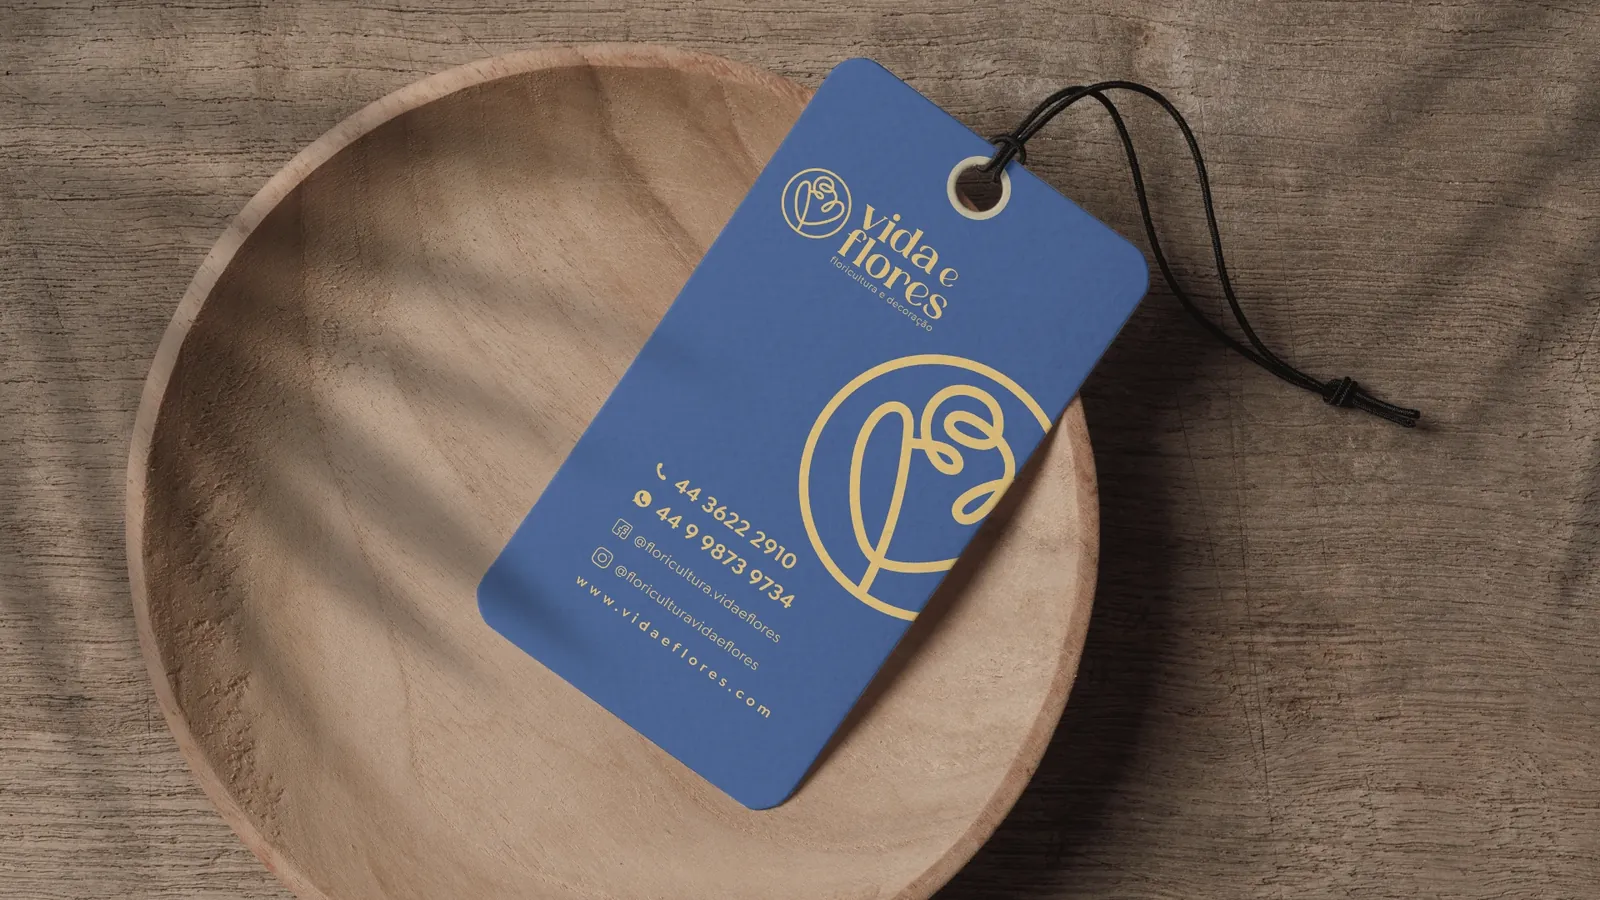 vida e
flores
floricultura e decoração
44 3622 2910
44 9 9873 9734
@floricultura.vidaeflores
@floriculturavidaeflores
www.vidaeflores.com